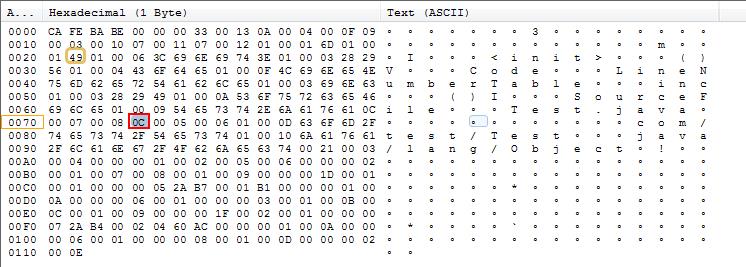 A... Hexadecimal (1 Byte) Text (ASCII)
0000 CA FE BA BE 00 00 00 33 00 13 0A 00 04 00 0F 09 ° ° ° ° ° ° ° 3 ° ° ° ° ° ° ° °
0010 00 03 00 10 07 00 11 07 00 12 01 00 01 6D 01 00 ° ° ° ° ° ° ° ° ° ° ° ° ° m ° °
0020 01 49 01 00 06 3C 69 6E 69 74 3E 01 00 03 28 29 ° I ° ° ° < i n i t > ° ° ° ( )
0030 56 01 00 04 43 6F 64 65 01 00 0F 4C 69 6E 65 4E V ° ° ° C o d e ° ° ° L i n e N
0040 75 6D 62 65 72 54 61 62 6C 65 01 00 03 69 6E 63 u m b e r T a b l e ° ° ° i n c
0050 01 00 03 28 29 49 01 00 0A 53 6F 75 72 63 65 46 ° ° ° ( ) I ° ° ° S o u r c e F
0060 69 6C 65 01 00 09 54 65 73 74 2E 6A 61 76 61 0C i l e ° ° ° T e s t . j a v a °
0070 00 07 00 08 0C 00 05 00 06 01 00 0D 63 6F 6D 2F ° ° ° ° ° ° ° ° ° ° ° ° c o m /
0080 74 65 73 74 2F 54 65 73 74 01 00 10 6A 61 76 61 t e s t / T e s t ° ° ° j a v a
0090 2F 6C 61 6E 67 2F 4F 62 6A 65 63 74 00 21 00 03 / l a n g / O b j e c t ° ! ° °
00A0 00 04 00 00 00 01 00 02 00 05 00 06 00 00 00 02 ° ° ° ° ° ° ° ° ° ° ° ° ° ° ° °
00B0 00 01 00 07 00 08 00 01 00 09 00 00 00 1D 00 01 ° ° ° ° ° ° ° ° ° ° ° ° ° ° ° °
00C0 00 01 00 00 00 05 2A B7 00 01 B1 00 00 00 01 00 ° ° ° ° ° ° * ° ° ° ° ° ° ° ° °
00D0 0A 00 00 00 06 00 01 00 00 00 03 00 01 00 0B 00 ° ° ° ° ° ° ° ° ° ° ° ° ° ° ° °
00E0 0C 00 01 00 09 00 00 00 1F 00 02 00 01 00 00 00 ° ° ° ° ° ° ° ° ° ° ° ° ° ° ° °
00F0 07 2A B4 00 02 04 60 AC 00 00 00 01 00 0A 00 00 ° * ° ° ° ° ` ° ° ° ° ° ° ° ° °
0100 00 06 00 01 00 00 00 08 00 01 00 0D 00 00 00 02 ° ° ° ° ° ° ° ° ° ° ° ° ° ° ° °
0110 00 0E ° °